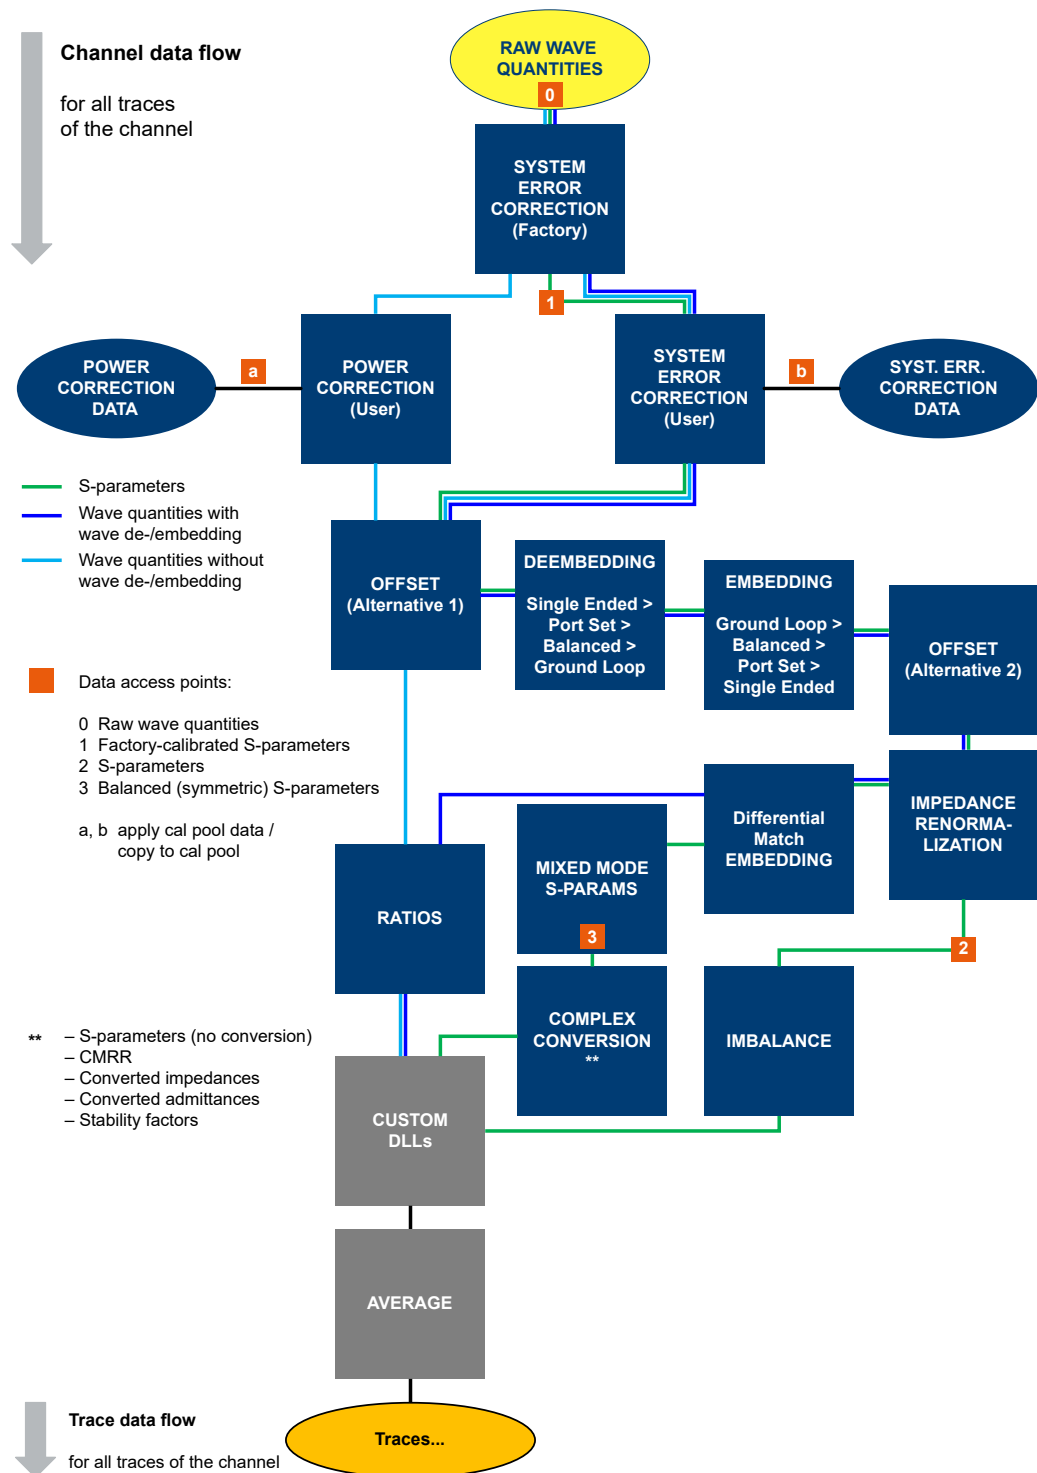 Channel data flow
for all traces
of the channel
RAW WAVE
QUANTITIES
0
SYSTEM
ERROR
CORRECTION
(Factory)
1
POWER
CORRECTION
DATA
a
POWER
CORRECTION
(User)
SYSTEM
ERROR
CORRECTION
(User)
b
SYST. ERR.
CORRECTION
DATA
S-parameters
Wave quantities with
wave de-/embedding
Wave quantities without
wave de-/embedding
OFFSET
(Alternative 1)
DEEMBEDDING
Single Ended >
Port Set >
Balanced >
Ground Loop
EMBEDDING
Ground Loop >
Balanced >
Port Set >
Single Ended
OFFSET
(Alternative 2)
Data access points:
0 Raw wave quantities
1 Factory-calibrated S-parameters
2 S-parameters
3 Balanced (symmetric) S-parameters
a, b apply cal pool data /
copy to cal pool
IMPEDANCE
RENORMA-
LIZATION
Differential
Match
EMBEDDING
MIXED MODE
S-PARAMS
3
RATIOS
2
COMPLEX
CONVERSION
**
IMBALANCE
** – S-parameters (no conversion)
– CMRR
– Converted impedances
– Converted admittances
– Stability factors
CUSTOM
DLLs
AVERAGE
Trace data flow
for all traces of the channel
Traces...